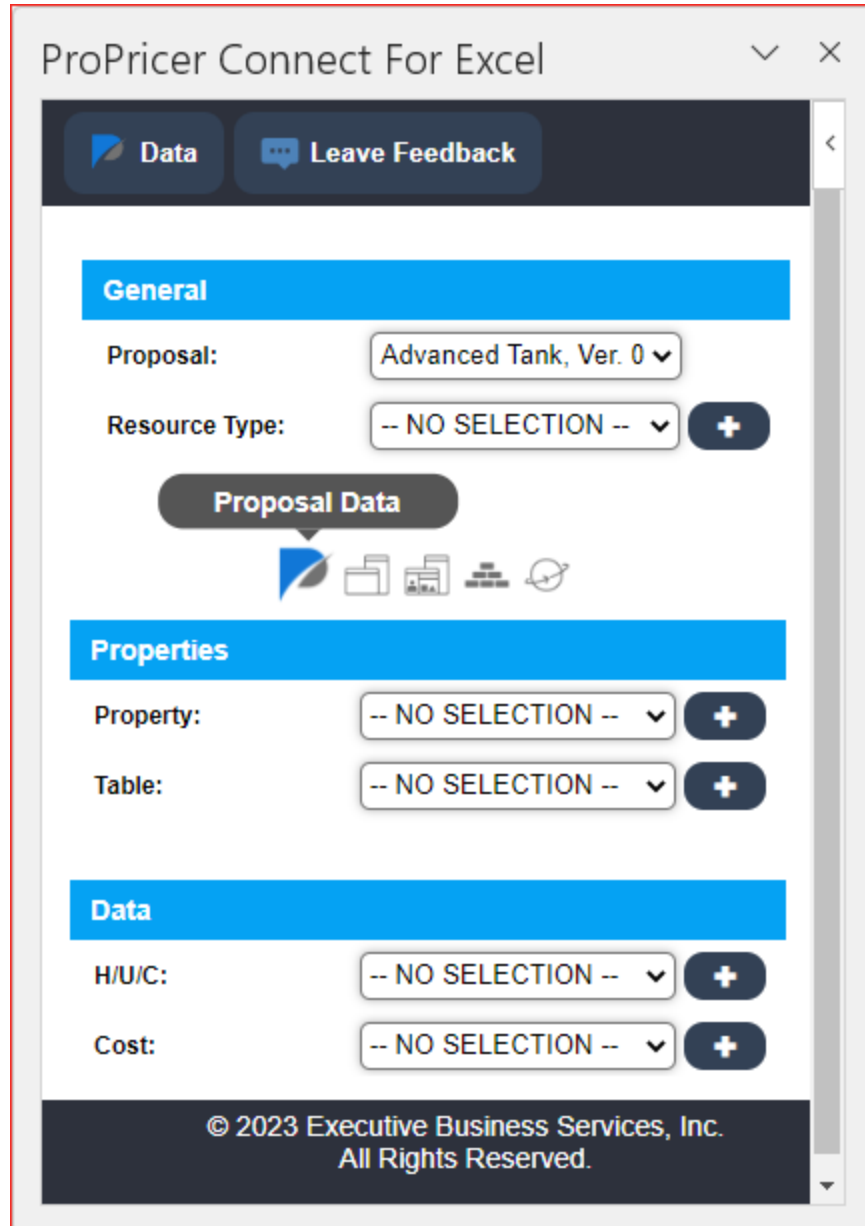 ProPricer Connect For Excel
Data
Leave Feedback
General
Proposal: Advanced Tank, Ver. 0
Resource Type: -- NO SELECTION --
Proposal Data
Properties
Property: -- NO SELECTION --
Table: -- NO SELECTION --
Data
H/U/C: -- NO SELECTION --
Cost: -- NO SELECTION --
© 2023 Executive Business Services, Inc.
All Rights Reserved.